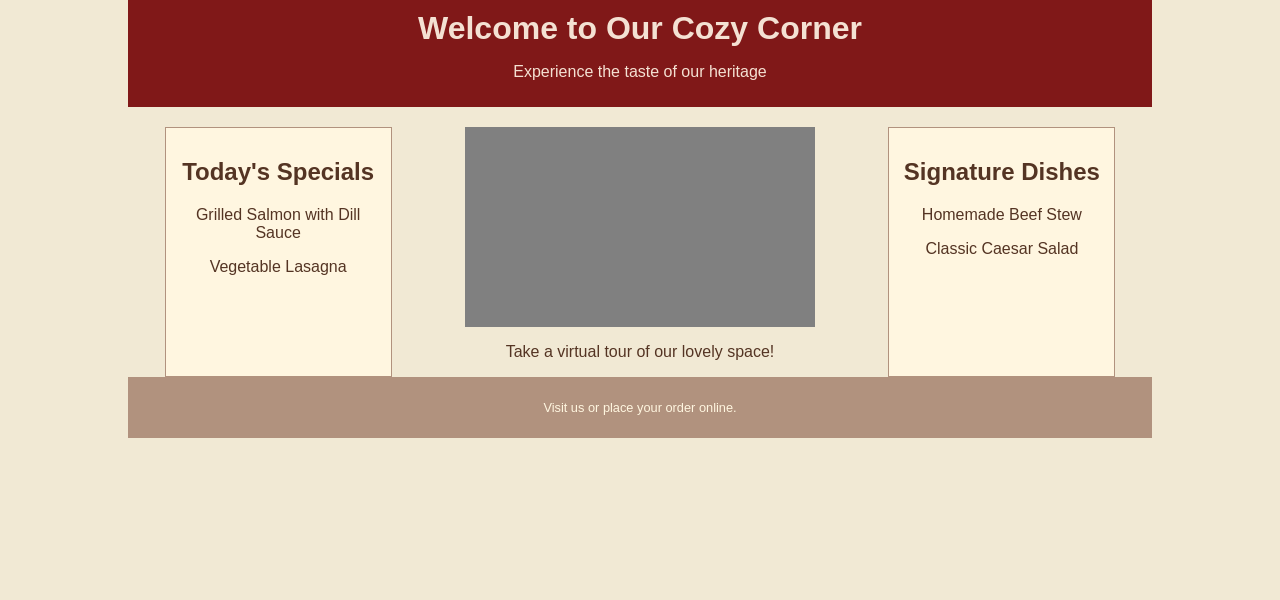 Welcome to Our Cozy Corner
Experience the taste of our heritage
Today's Specials
Grilled Salmon with Dill
Sauce
Vegetable Lasagna
Take a virtual tour of our lovely space!
Signature Dishes
Homemade Beef Stew
Classic Caesar Salad
Visit us or place your order online.